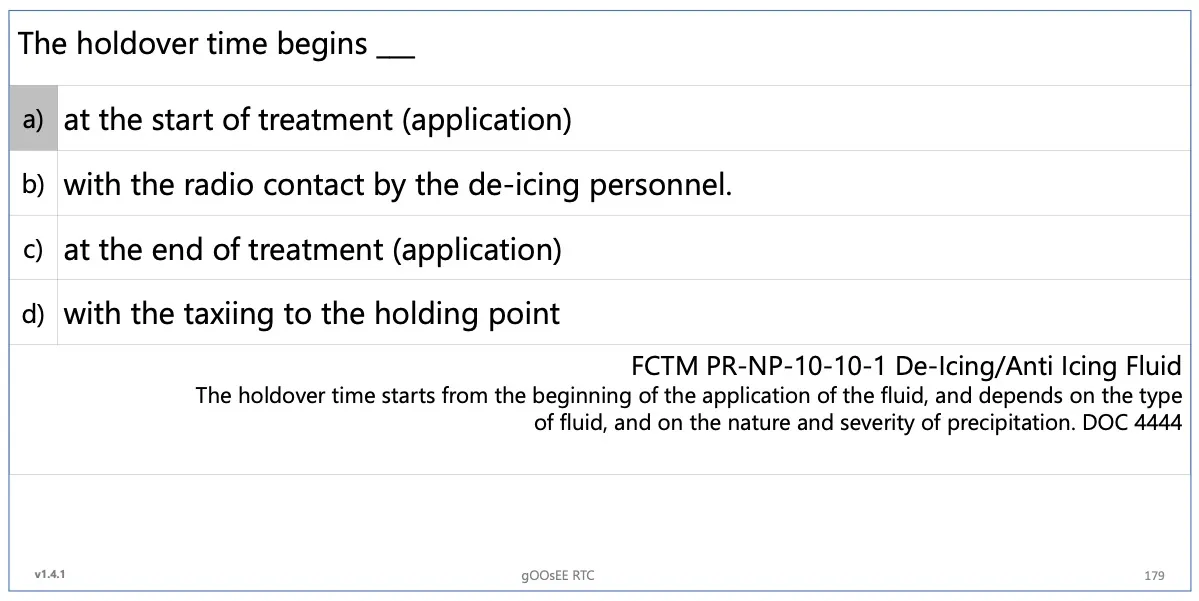 The holdover time begins ___
a) at the start of treatment (application)
b) with the radio contact by the de-icing personnel.
c) at the end of treatment (application)
d) with the taxiing to the holding point
FCTM PR-NP-10-10-1 De-Icing/Anti Icing Fluid
The holdover time starts from the beginning of the application of the fluid, and depends on the type
of fluid, and on the nature and severity of precipitation. DOC 4444
v1.4.1 gOOsEE RTC 179